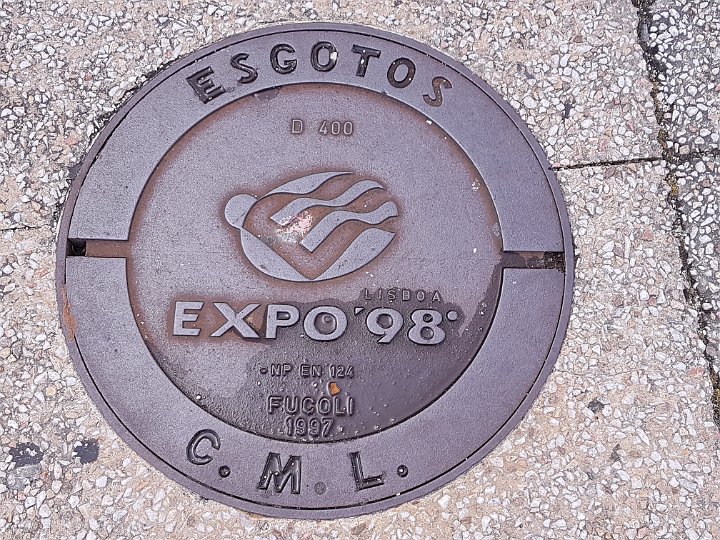 ESGOTOS
D 400
LISBOA
EXPO '98
NP EN 124
FUCOLI
1997
C.M.L.